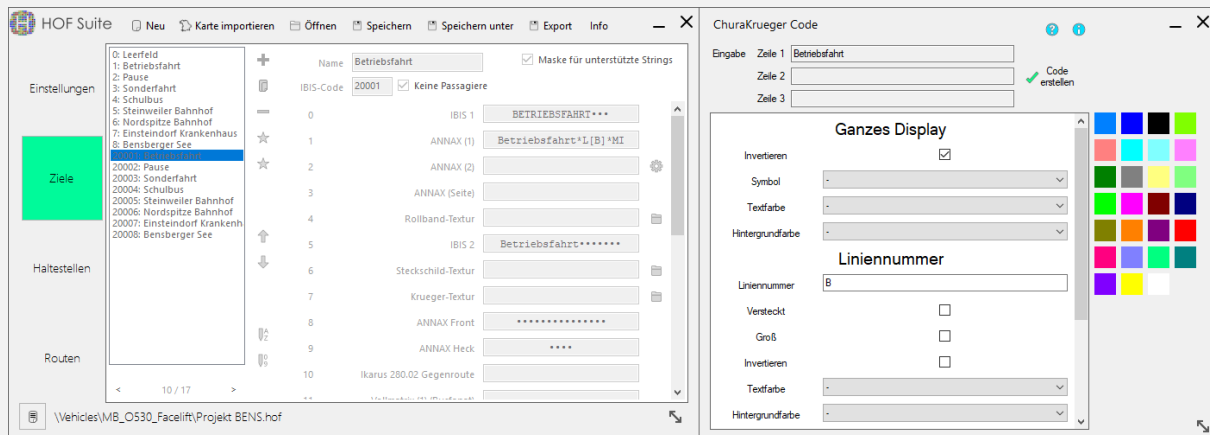 HOF Suite Neu Karte importieren Öffnen Speichern Speichern unter Export Info
Einstellungen
Ziele
Haltestellen
Routen
0: Leerfeld
1: Betriebsfahrt
2: Pause
3: Sonderfahrt
4: Schulbus
5: Steinweiler Bahnhof
6: Nordspitze Bahnhof
7: Einsteindorf Krankenhaus
8: Bensberger See
20001: Betriebsfahrt
20002: Pause
20003: Sonderfahrt
20004: Schulbus
20005: Steinweiler Bahnhof
20006: Nordspitze Bahnhof
20007: Einsteindorf Krankenh
20008: Bensberger See
< 10 / 17 >
Name Betriebsfahrt Maske für unterstützte Strings
IBIS-Code 20001 Keine Passagiere
0 IBIS 1 BETRIEBSFAHRT•••
1 ANNAX (1) Betriebsfahrt*L[B]*MI
2 ANNAX (2)
3 ANNAX (Seite)
4 Rollband-Textur
5 IBIS 2 Betriebsfahrt•••••••
6 Steckschild-Textur
7 Krueger-Textur
8 ANNAX Front •••••••••••••••
9 ANNAX Heck ••••
10 Ikarus 280.02 Gegenroute
\Vehicles\MB_O530_Facelift\Projekt BENS.hof
ChuraKrueger Code
Eingabe Zeile 1 Betriebsfahrt
Zeile 2
Zeile 3
Code
erstellen
Ganzes Display
Invertieren
Symbol -
Textfarbe -
Hintergrundfarbe -
Liniennummer
Liniennummer B
Versteckt
Groß
Invertieren
Textfarbe -
Hintergrundfarbe -